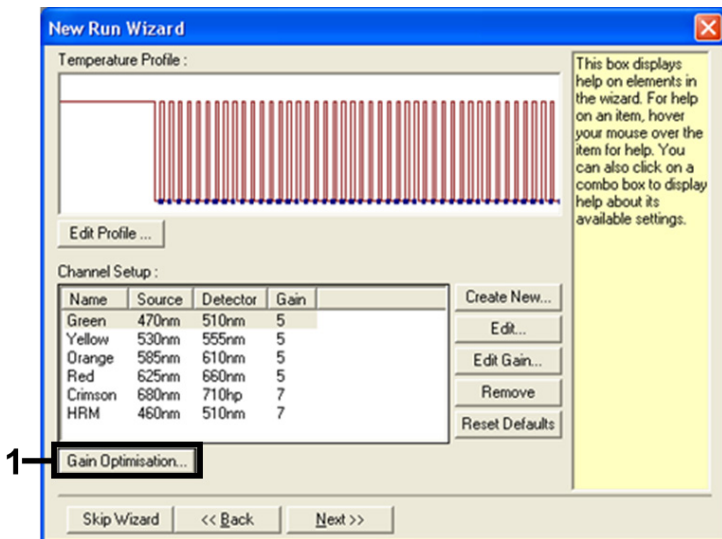 New Run Wizard
Temperature Profile :
This box displays
help on elements in
the wizard. For help
on an item, hover
your mouse over the
item for help. You
can also click on a
combo box to display
help about its
available settings.
Edit Profile ...
Channel Setup :
Name Source Detector Gain
Green 470nm 510nm 5
Yellow 530nm 555nm 5
Orange 585nm 610nm 5
Red 625nm 660nm 5
Crimson 680nm 710hp 7
HRM 460nm 510nm 7
Create New...
Edit...
Edit Gain...
Remove
Reset Defaults
1
Gain Optimisation...
Skip Wizard << Back Next >>